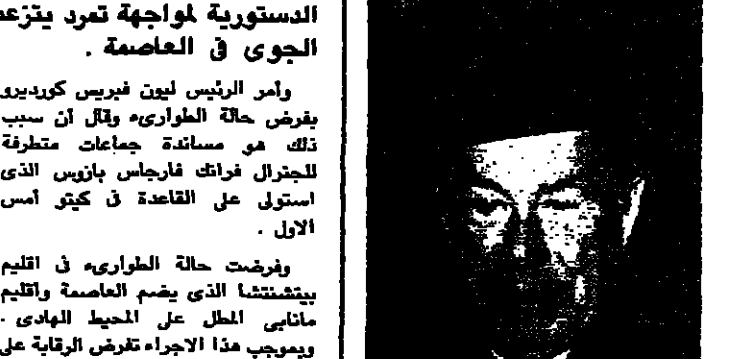 الدستورية لمواجهة تمرد يتزعم
الجوى فى العاصمة .
وأمر الرئيس ليون فيبريس كورديرو
بفرض حالة الطوارىء وقال أن سبب
ذلك هو مساندة جماعات متطرفة
للجنرال فرانك فارجاس بازوس الذى
استولى على القاعدة فى كيتو أمس
الاول .
وفرضت حالة الطوارىء فى اقليم
بيتشنتشا الذى يضم العاصمة واقليم
مانابى المطل على المحيط الهادى .
وبموجب هذا الاجراء تفرض الرقابة على